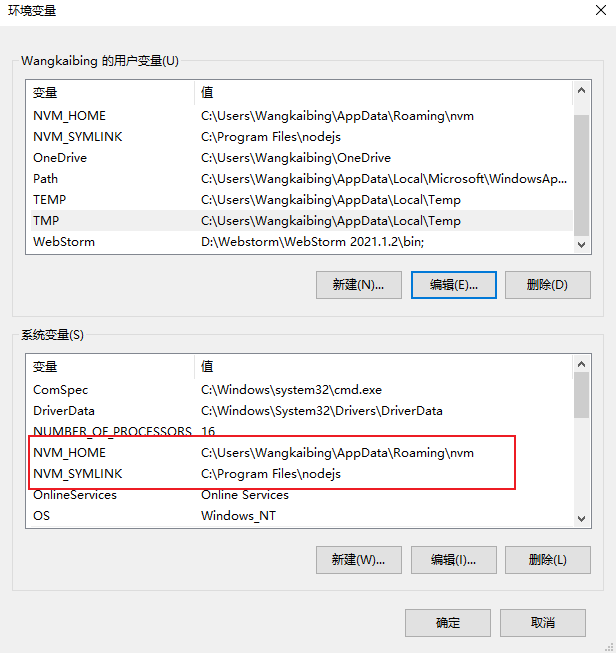 环境变量
Wangkaibing 的用户变量(U)
变量 值
NVM_HOME C:\Users\Wangkaibing\AppData\Roaming\nvm
NVM_SYMLINK C:\Program Files\nodejs
OneDrive C:\Users\Wangkaibing\OneDrive
Path C:\Users\Wangkaibing\AppData\Local\Microsoft\WindowsAp...
TEMP C:\Users\Wangkaibing\AppData\Local\Temp
TMP C:\Users\Wangkaibing\AppData\Local\Temp
WebStorm D:\Webstorm\WebStorm 2021.1.2\bin;
新建(N)... 编辑(E)... 删除(D)
系统变量(S)
变量 值
ComSpec C:\Windows\system32\cmd.exe
DriverData C:\Windows\System32\Drivers\DriverData
NUMBER_OF_PROCESSORS 16
NVM_HOME C:\Users\Wangkaibing\AppData\Roaming\nvm
NVM_SYMLINK C:\Program Files\nodejs
OnlineServices Online Services
OS Windows_NT
新建(W)... 编辑(I)... 删除(L)
确定 取消